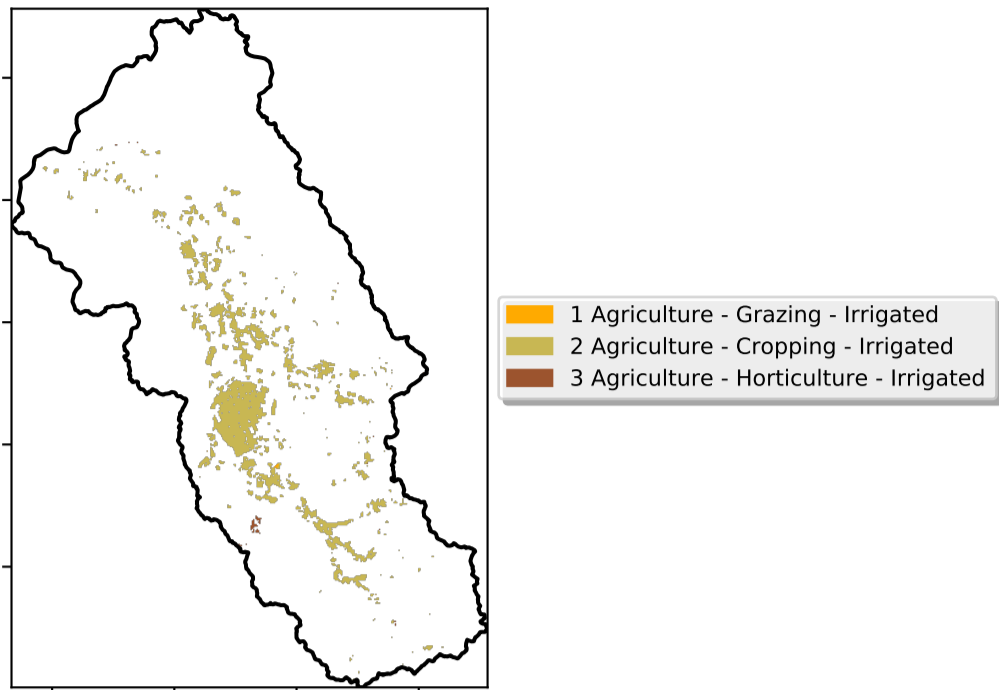 1 Agriculture - Grazing - Irrigated
2 Agriculture - Cropping - Irrigated
3 Agriculture - Horticulture - Irrigated